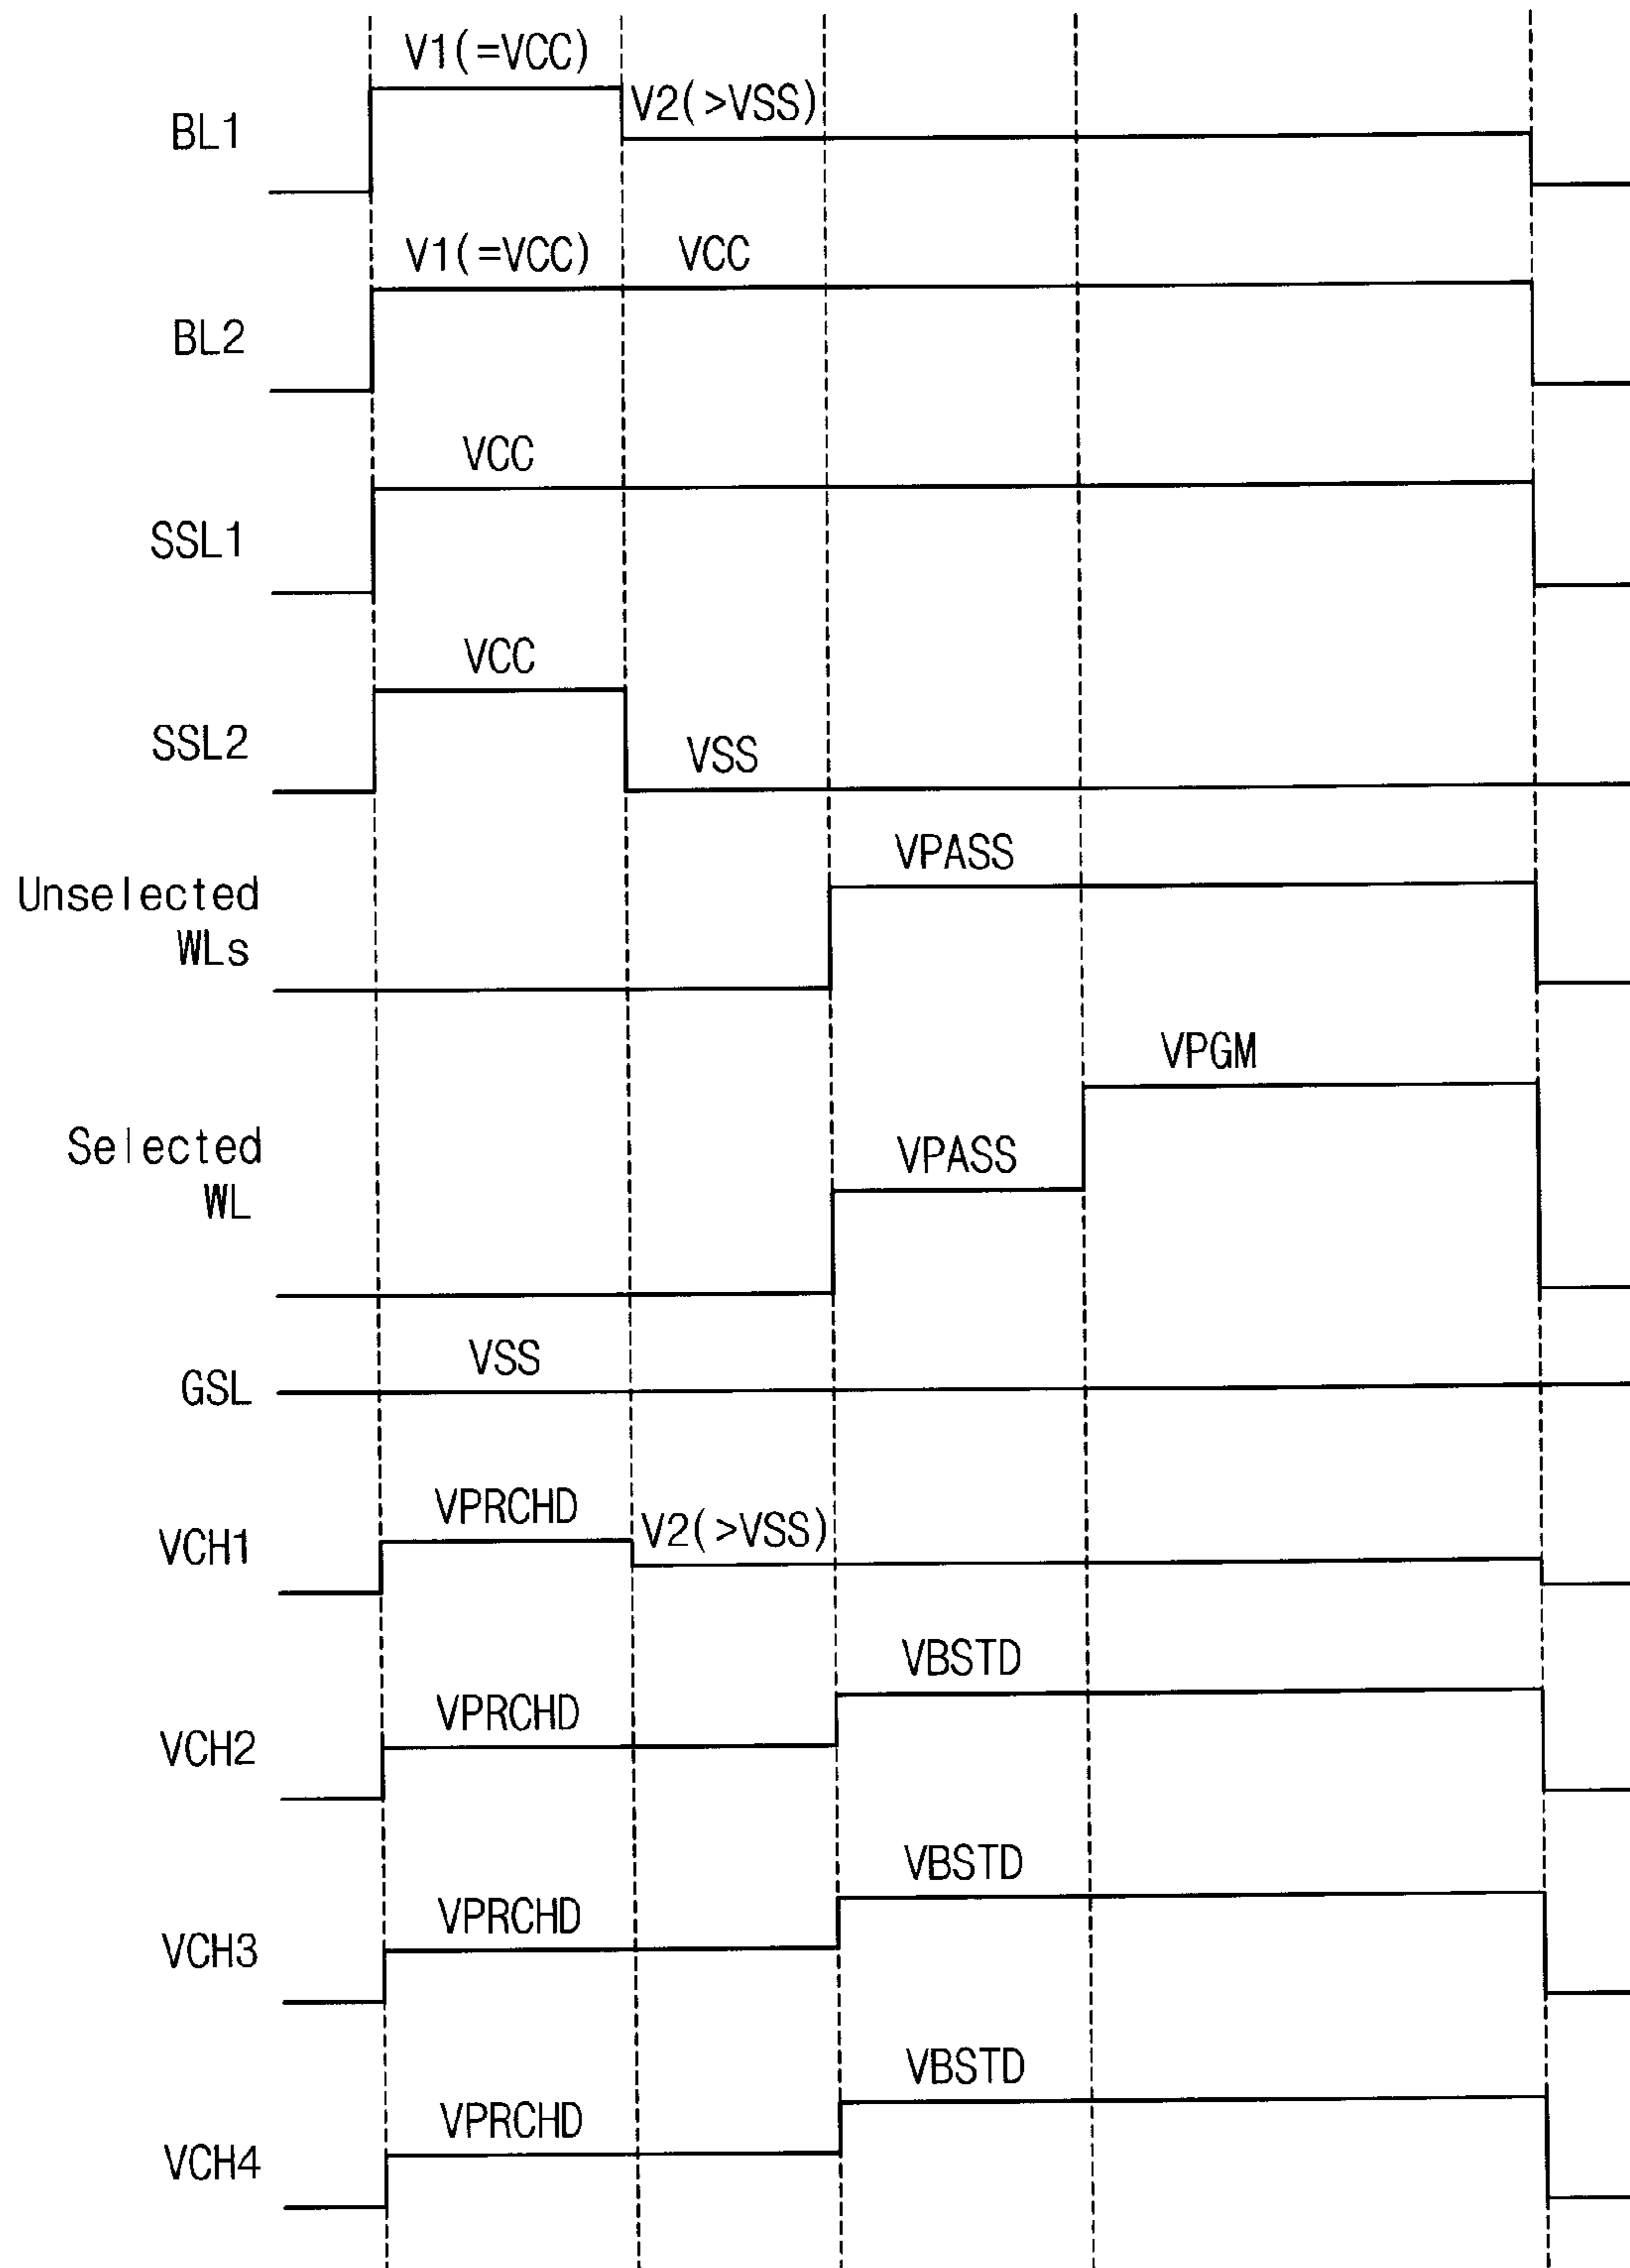 V1(=VCC)
V2(>VSS)
BL1
V1(=VCC) VCC
BL2
VCC
SSL1
VCC
SSL2
VSS
VPASS
Unselected
WLs
VPGM
Selected
WL
VPASS
VSS
GSL
VPRCHD
V2(>VSS)
VCH1
VBSTD
VPRCHD
VCH2
VBSTD
VPRCHD
VCH3
VBSTD
VPRCHD
VCH4